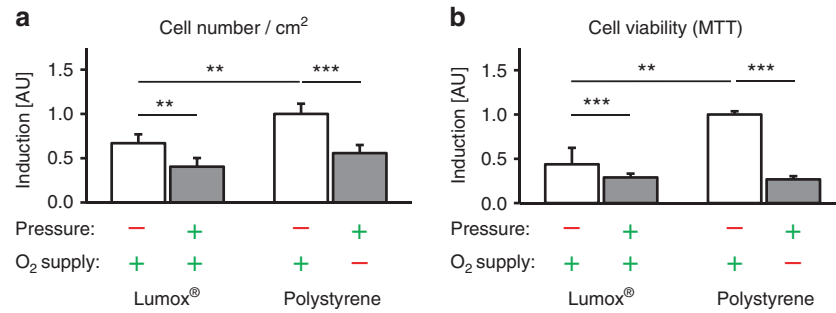 a
Cell number / cm²
Induction [AU]
1.5
1.0
0.5
0.0
**
***
**
Pressure: − + − +
O₂ supply: + + + −
Lumox® Polystyrene
b
Cell viability (MTT)
Induction [AU]
1.5
1.0
0.5
0.0
**
***
***
Pressure: − + − +
O₂ supply: + + + −
Lumox® Polystyrene